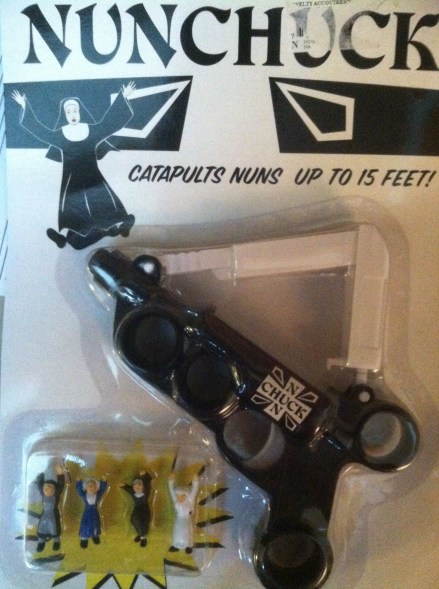 NUNCHUCK
CATAPULTS NUNS UP TO 15 FEET!
N
CHUCK
N